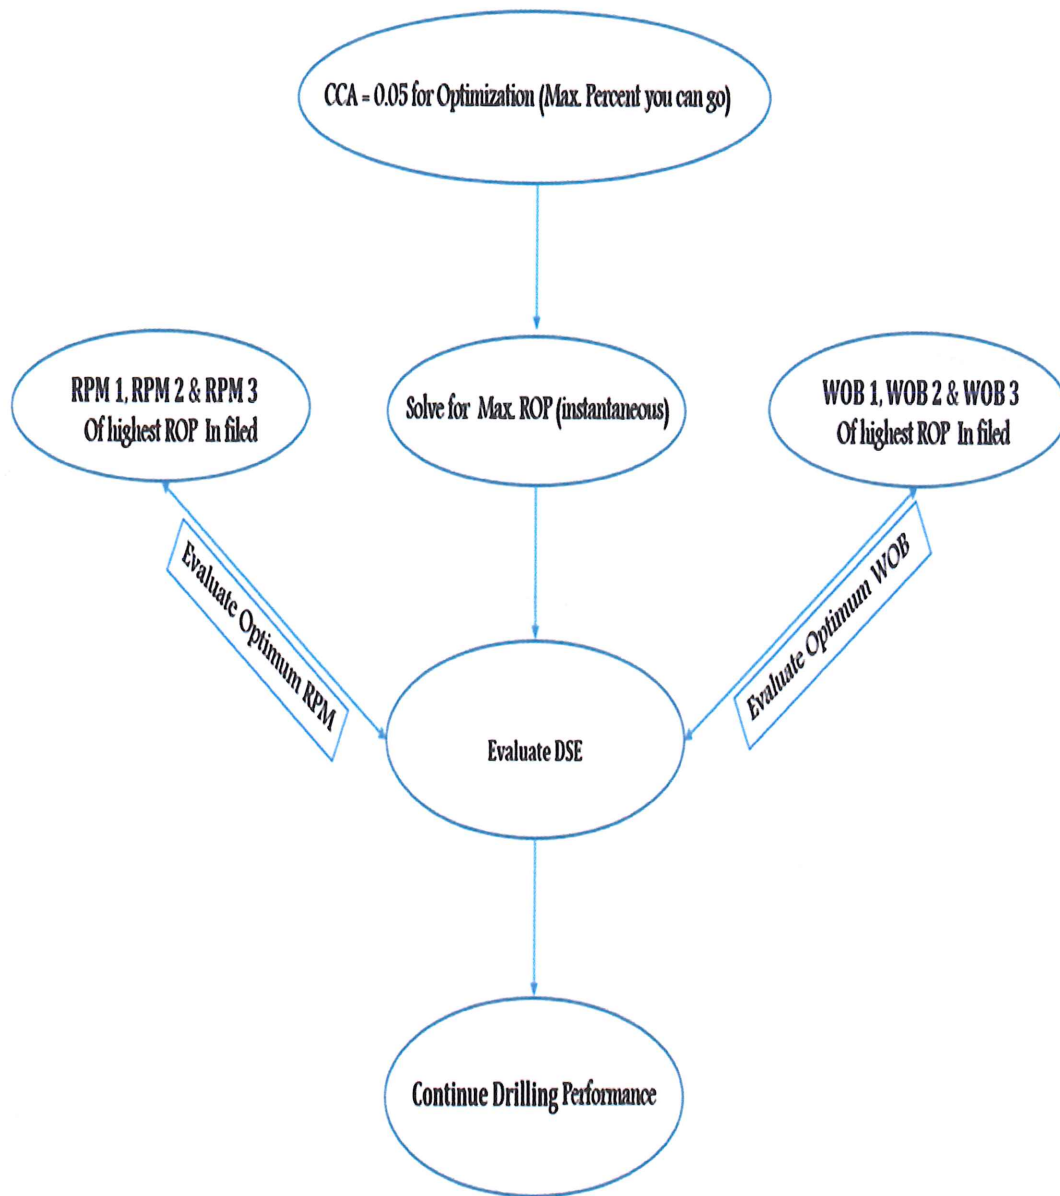 CCA = 0.05 for Optimization (Max. Percent you can go)
RPM 1, RPM 2 & RPM 3
Of highest ROP In filed
Solve for Max. ROP (instantaneous)
WOB 1, WOB 2 & WOB 3
Of highest ROP In filed
Evaluate Optimum RPM
Evaluate Optimum WOB
Evaluate DSE
Continue Drilling Performance